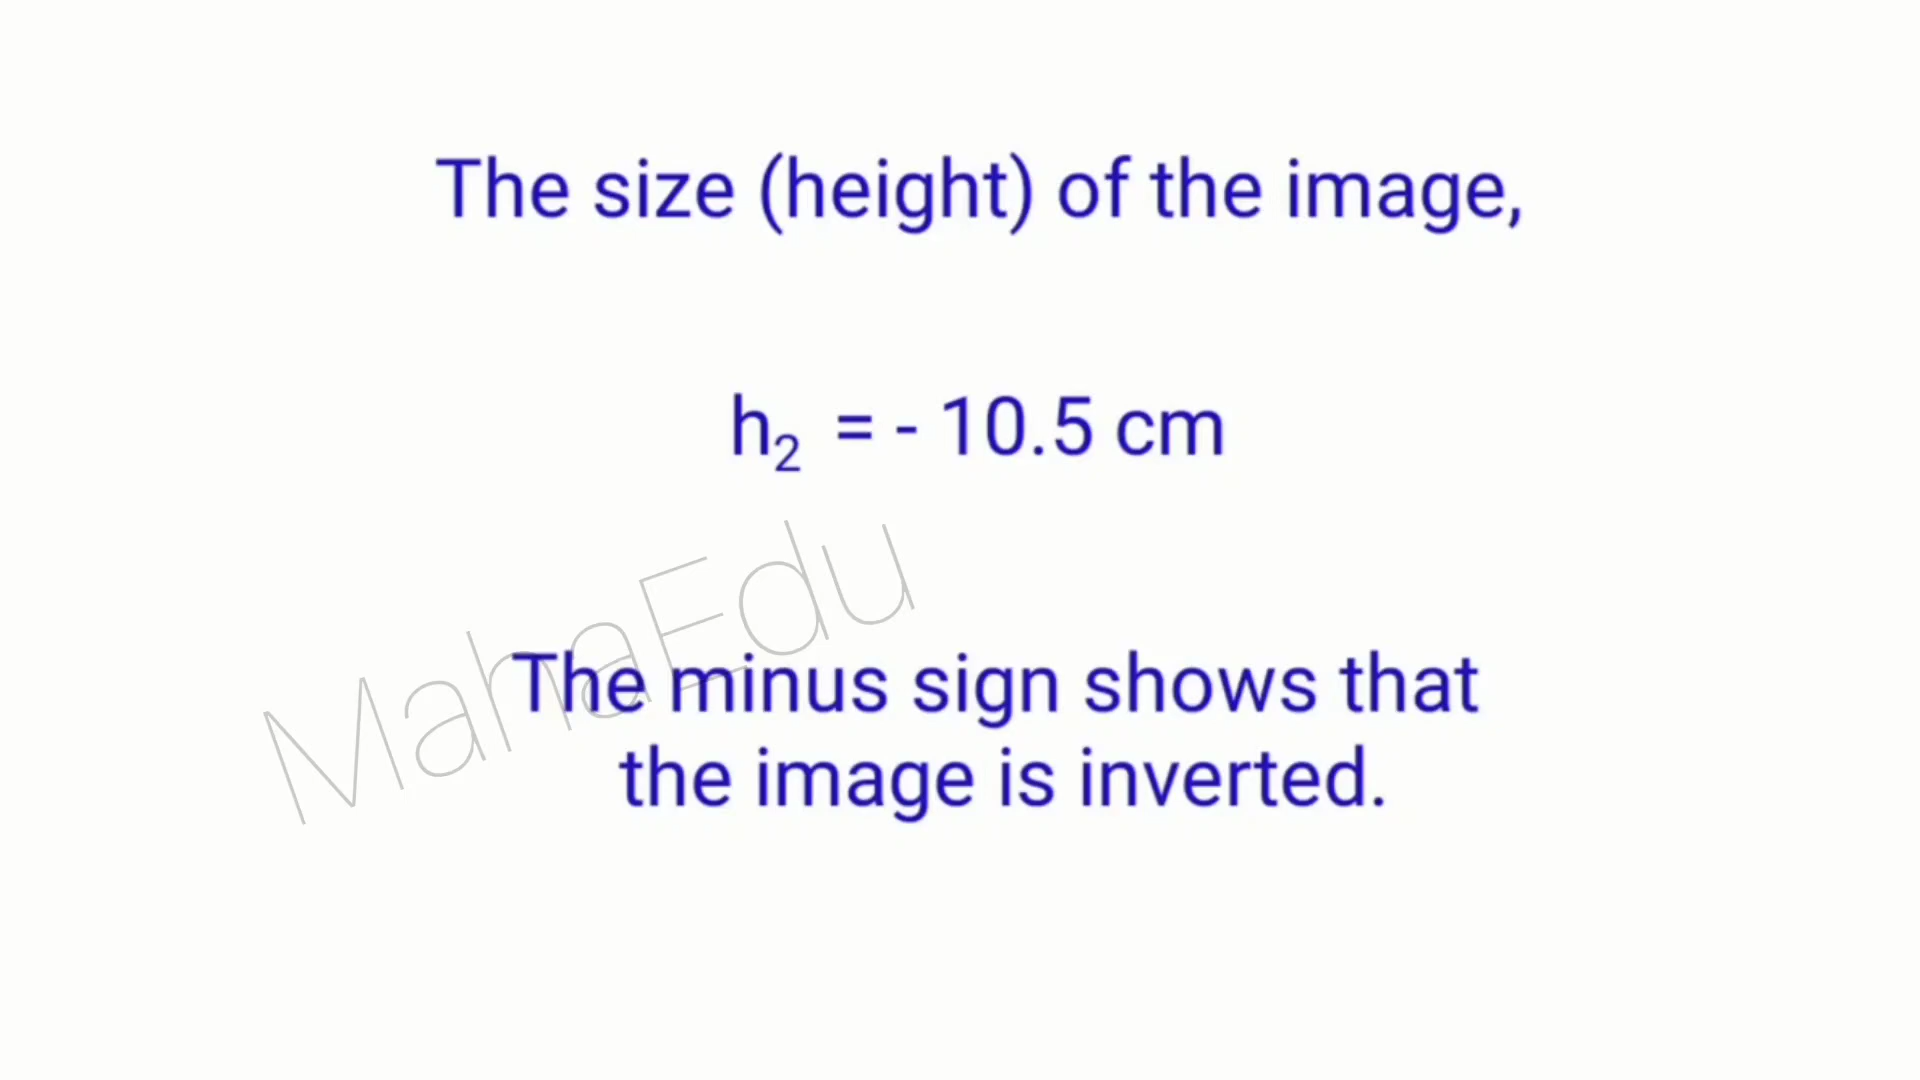 The size (height) of the image,
h₂ = - 10.5 cm
MahaEdu
The minus sign shows that
the image is inverted.